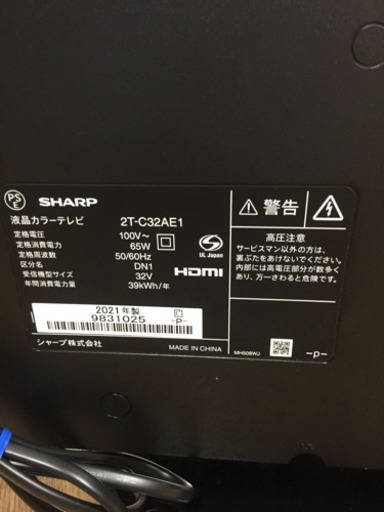 PS
E
SHARP
液晶カラーテレビ 2T-C32AE1
定格電圧 100V~
定格消費電力 65W
定格周波数 50/60Hz
区分名 DN1
受信機型サイズ 32V
年間消費電力量 39kWh/年
S
UL Japan
HDMI
2021年製
9831025
-P-
シャープ株式会社 MADE IN CHINA
警告
高圧注意
サービスマン以外の方は、
裏ぶたをあけないでください。
内部には高電圧部分が数多く
あり、万一さわると危険です。
MH508WJ
-P-